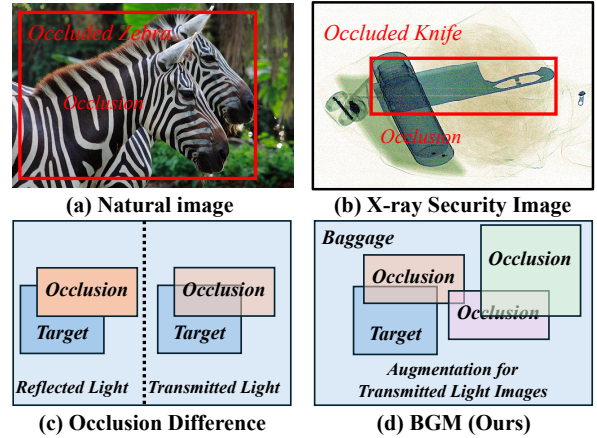 Occluded Zebra
Occlusion
(a) Natural image
Occluded Knife
Occlusion
(b) X-ray Security Image
Occlusion
Target
Reflected Light
Occlusion
Target
Transmitted Light
(c) Occlusion Difference
Baggage
Occlusion
Occlusion
Occlusion
Target
Augmentation for
Transmitted Light Images
(d) BGM (Ours)